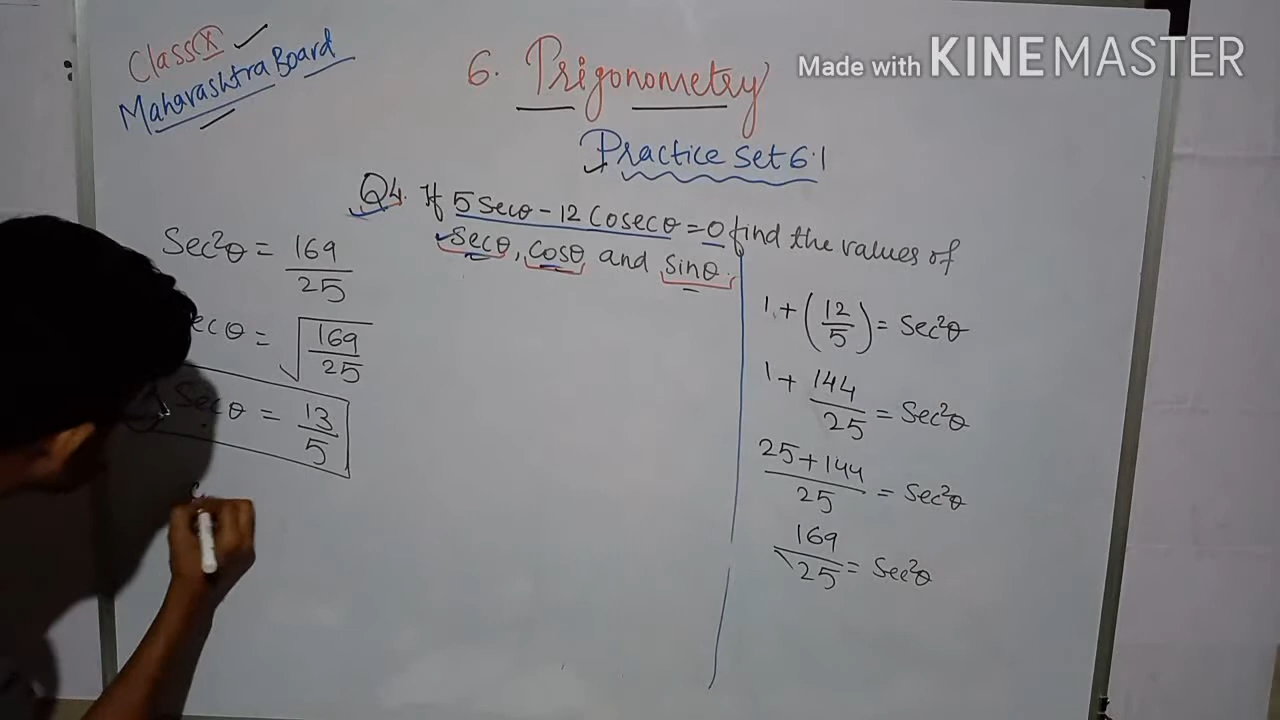 Class X
Maharashtra Board
Made with KINEMASTER
6. Trigonometry
Practice Set 6.1
Q4. If 5 Secθ - 12 Cosecθ = 0 find the values of
Secθ, cosθ and sinθ.
Sec²θ = 169/25
ecθ = √169/25
Secθ = 13/5
1 + (12/5) = Sec²θ
1 + 144/25 = Sec²θ
25+144/25 = Sec²θ
169/25 = Sec²θ